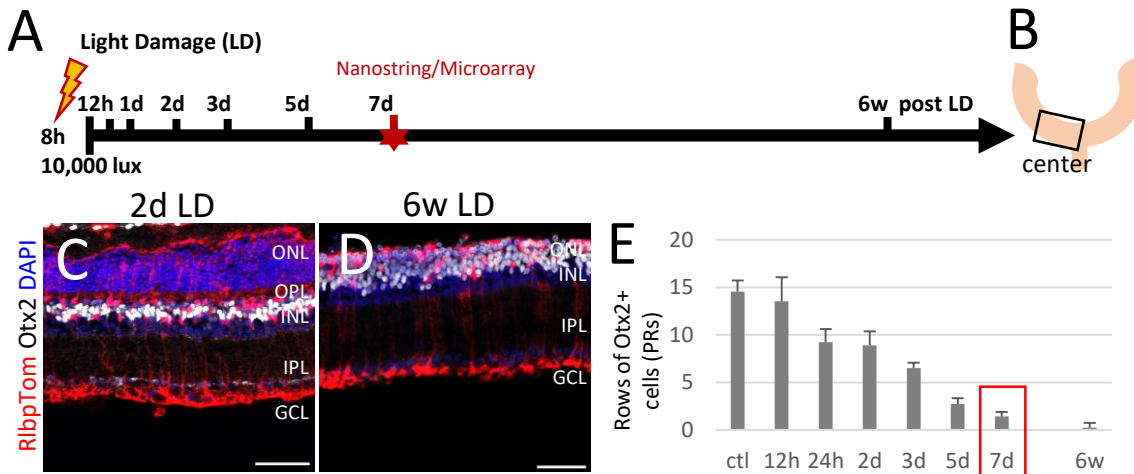 A
Light Damage (LD)
Nanostring/Microarray
B
12h 1d 2d 3d 5d 7d 6w post LD
8h
10,000 lux
center
2d LD 6w LD
RlbpTom Otx2 DAPI
C
ONL
OPL
INL
IPL
GCL
D
ONL
INL
IPL
GCL
E
Rows of Otx2+
cells (PRs)
20
15
10
5
0
ctl 12h 24h 2d 3d 5d 7d 6w